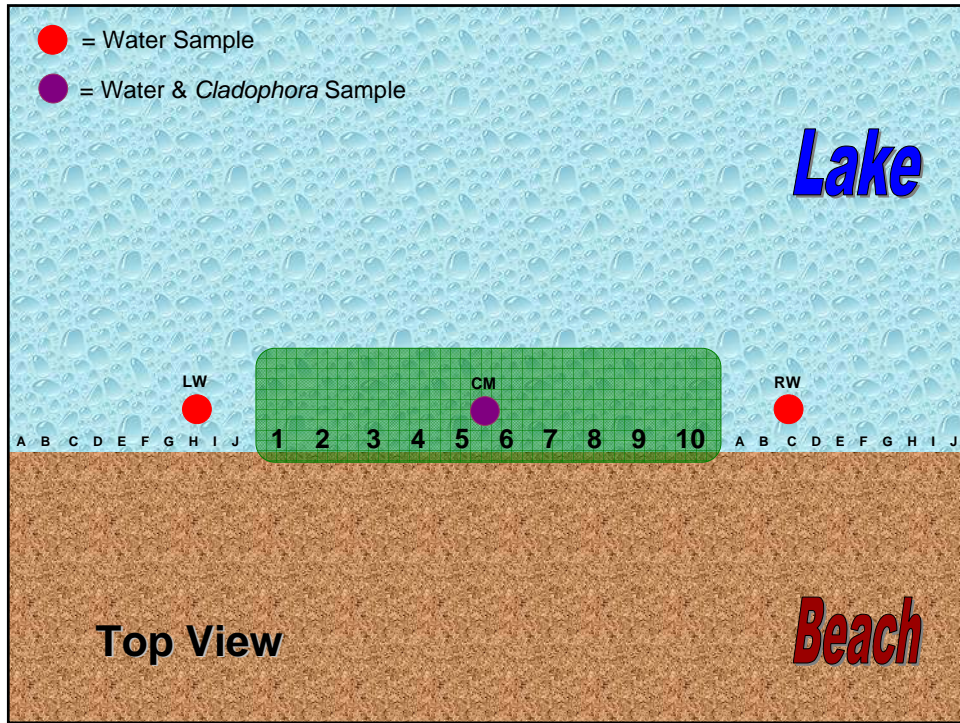 = Water Sample
= Water & Cladophora Sample
Lake
LW
CM
RW
A B C D E F G H I J 1 2 3 4 5 6 7 8 9 10 A B C D E F G H I J
Top View
Beach